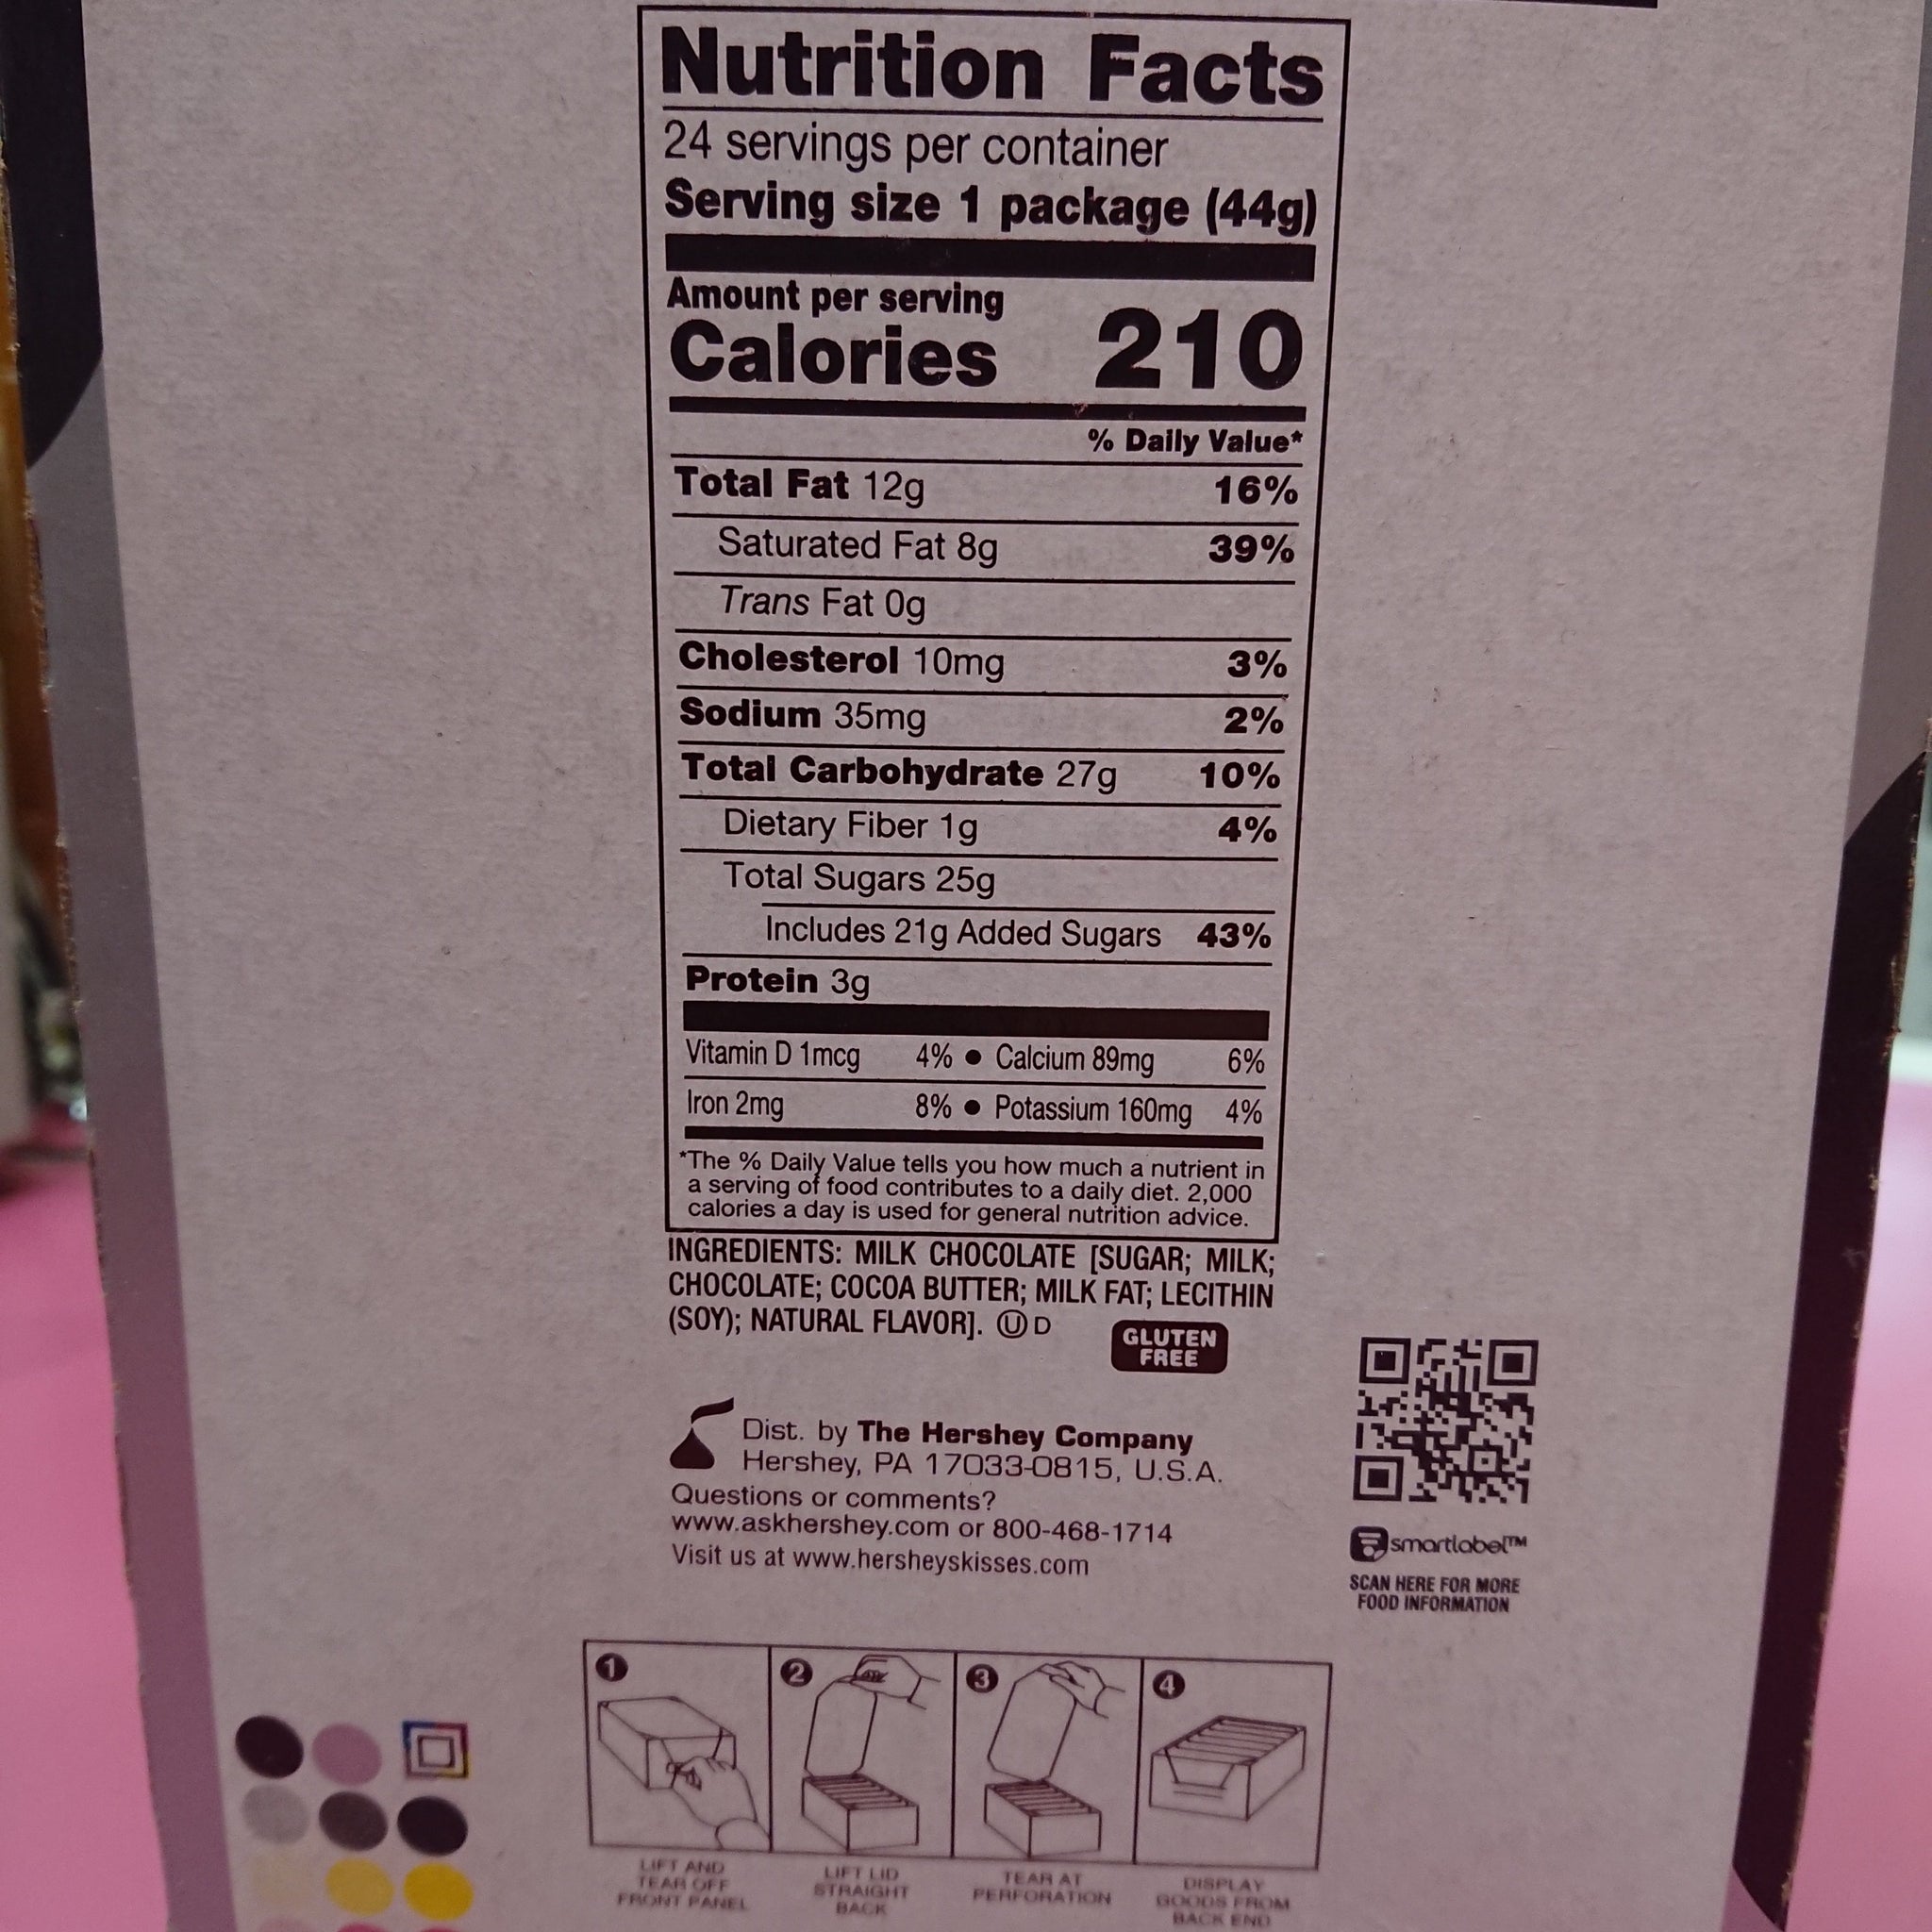 Nutrition Facts
24 servings per container
Serving size 1 package (44g)
Amount per serving
Calories 210
% Daily Value*
Total Fat 12g 16%
Saturated Fat 8g 39%
Trans Fat 0g
Cholesterol 10mg 3%
Sodium 35mg 2%
Total Carbohydrate 27g 10%
Dietary Fiber 1g 4%
Total Sugars 25g
Includes 21g Added Sugars 43%
Protein 3g
Vitamin D 1mcg 4% • Calcium 89mg 6%
Iron 2mg 8% • Potassium 160mg 4%
*The % Daily Value tells you how much a nutrient in
a serving of food contributes to a daily diet. 2,000
calories a day is used for general nutrition advice.
INGREDIENTS: MILK CHOCOLATE [SUGAR; MILK;
CHOCOLATE; COCOA BUTTER; MILK FAT; LECITHIN
(SOY); NATURAL FLAVOR]. Ⓤ D
GLUTEN
FREE
Dist. by The Hershey Company
Hershey, PA 17033-0815, U.S.A.
Questions or comments?
www.askhershey.com or 800-468-1714
Visit us at www.hersheyskisses.com
smartlabel™
SCAN HERE FOR MORE
FOOD INFORMATION
1
LIFT AND
TEAR OFF
FRONT PANEL
2
LIFT LID
STRAIGHT
BACK
3
TEAR AT
PERFORATION
4
DISPLAY
GOODS FROM
BACK END